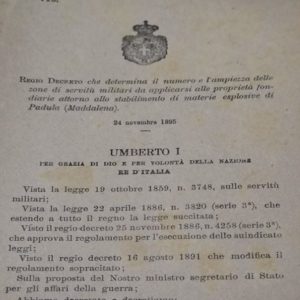 REGIO DECRETO che determina il numero e l'ampiezza delle
zone di servitù militari da applicarsi alle proprietà fon-
diarie attorno allo stabilimento di materie esplosive di
Padula (Maddalena).
24 novembre 1895
UMBERTO I
PER GRAZIA DI DIO E PER VOLONTÀ DELLA NAZIONE
RE D'ITALIA
Vista la legge 19 ottobre 1859, n. 3748, sulle servitù
militari;
Vista la legge 22 aprile 1886, n. 3820 (serie 3ª), che
estende a tutto il regno la legge succitata;
Visto il regio decreto 25 novembre 1886, n. 4258 (serie 3ª),
che approva il regolamento per l'esecuzione delle suindicate
leggi;
Visto il regio decreto 16 agosto 1891 che modifica il
regolamento sopracitato;
Sulla proposta del Nostro ministro segretario di Stato
per gli affari della guerra;